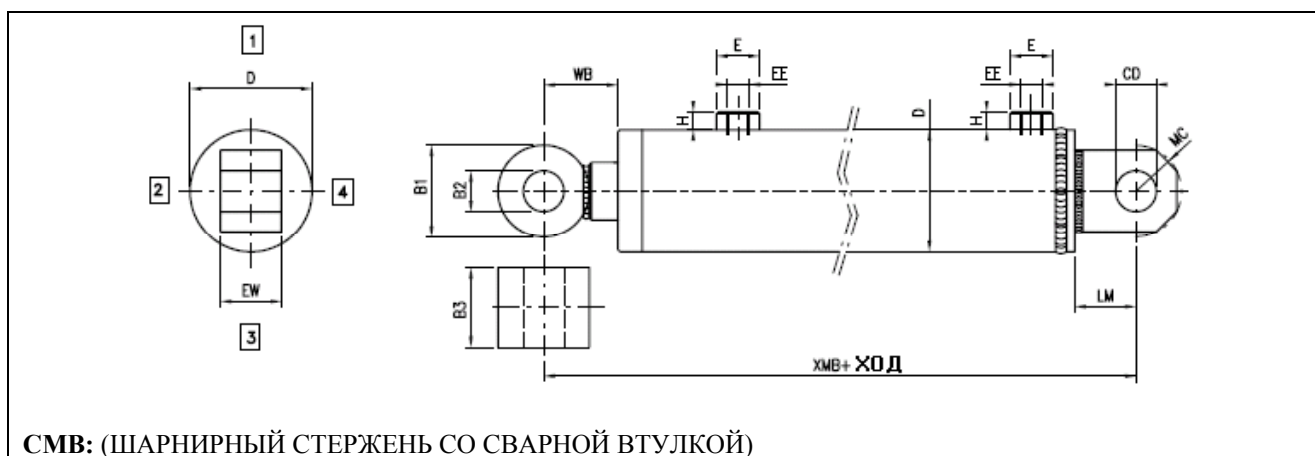 1
D
2
4
EW
3
WB
E
EE
H
B1
B2
B3
D
E
EE
H
CD
MC
LM
XMB+ ХОД
СМВ: (ШАРНИРНЫЙ СТЕРЖЕНЬ СО СВАРНОЙ ВТУЛКОЙ)